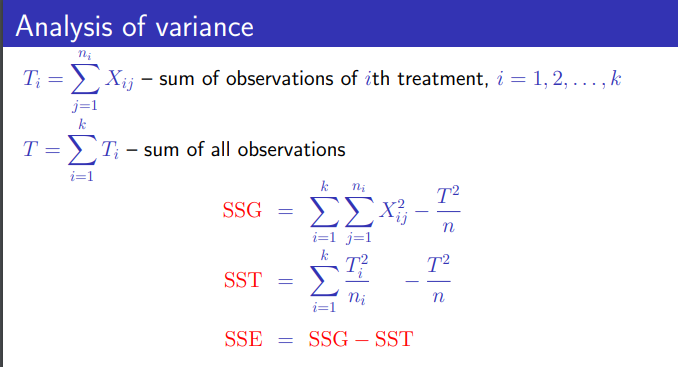 Analysis of variance
T_i = \sum_{j=1}^{n_i} X_{ij} – sum of observations of ith treatment, i = 1, 2, . . . , k
T = \sum_{i=1}^{k} T_i – sum of all observations
SSG = \sum_{i=1}^{k} \sum_{j=1}^{n_i} X_{ij}^2 − \frac{T^2}{n}
SST = \sum_{i=1}^{k} \frac{T_i^2}{n_i} − \frac{T^2}{n}
SSE = SSG − SST